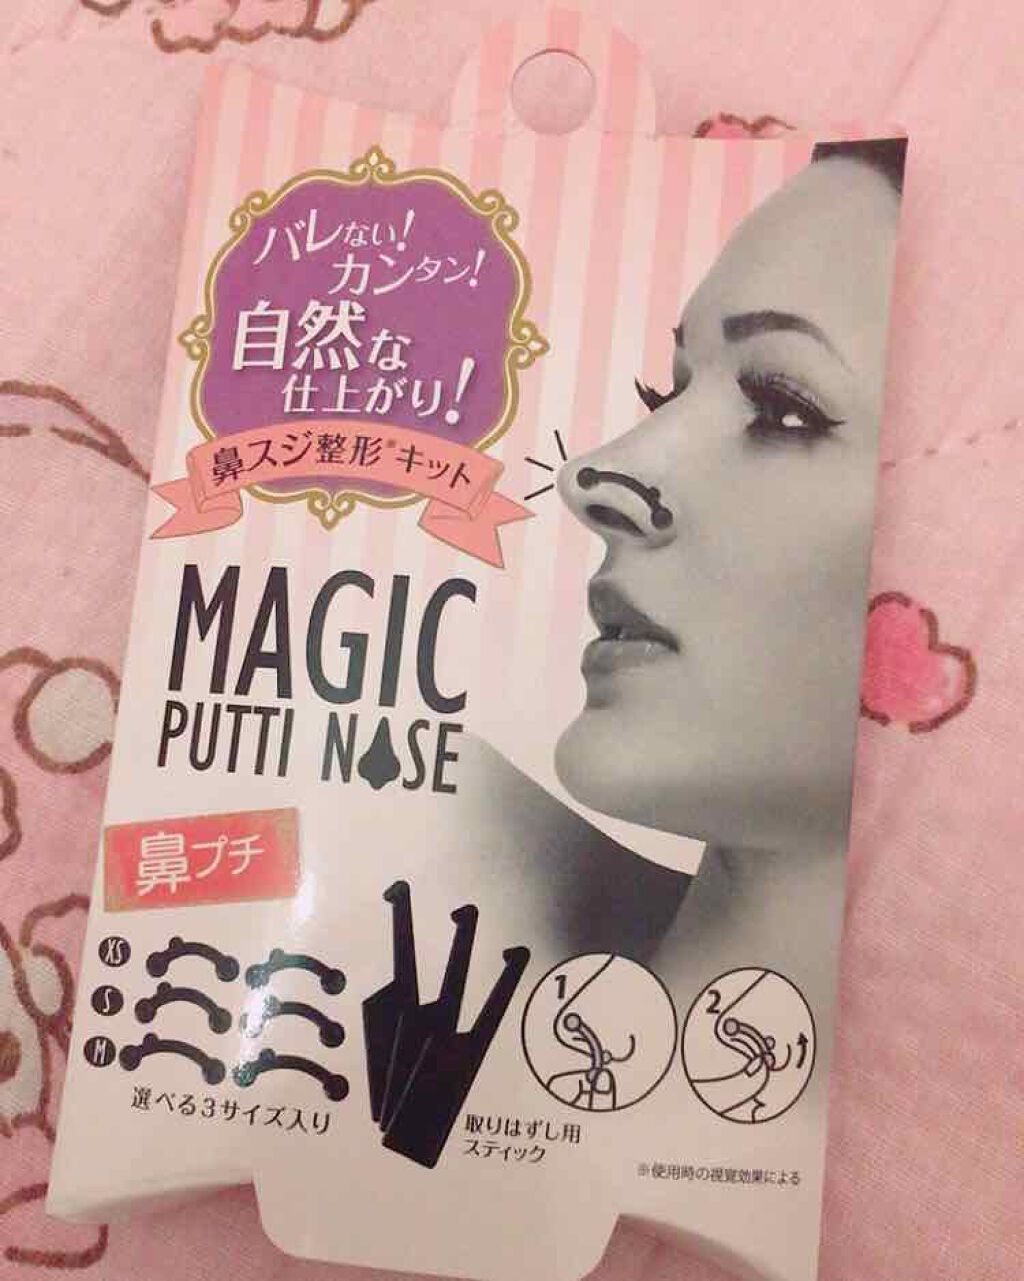 バレない!
カンタン!
自然な
仕上がり!
鼻スジ整形※キット
MAGIC
PUTTI NOSE
鼻プチ
XS
S
M
選べる3サイズ入り
取りはずし用
スティック
1
2
※使用時の視覚効果による